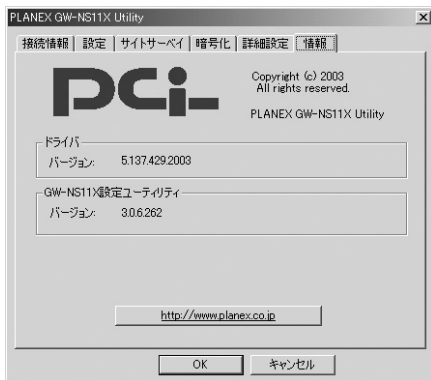 PLANEX GW-NS11X Utility
接続情報 設定 サイトサーベイ 暗号化 詳細設定 情報
PCi
Copyright (c) 2003
All rights reserved.
PLANEX GW-NS11X Utility
ドライバ
バージョン: 5.137.429.2003
GW-NS11X設定ユーティリティ
バージョン: 3.0.6.262
http://www.planex.co.jp
OK キャンセル